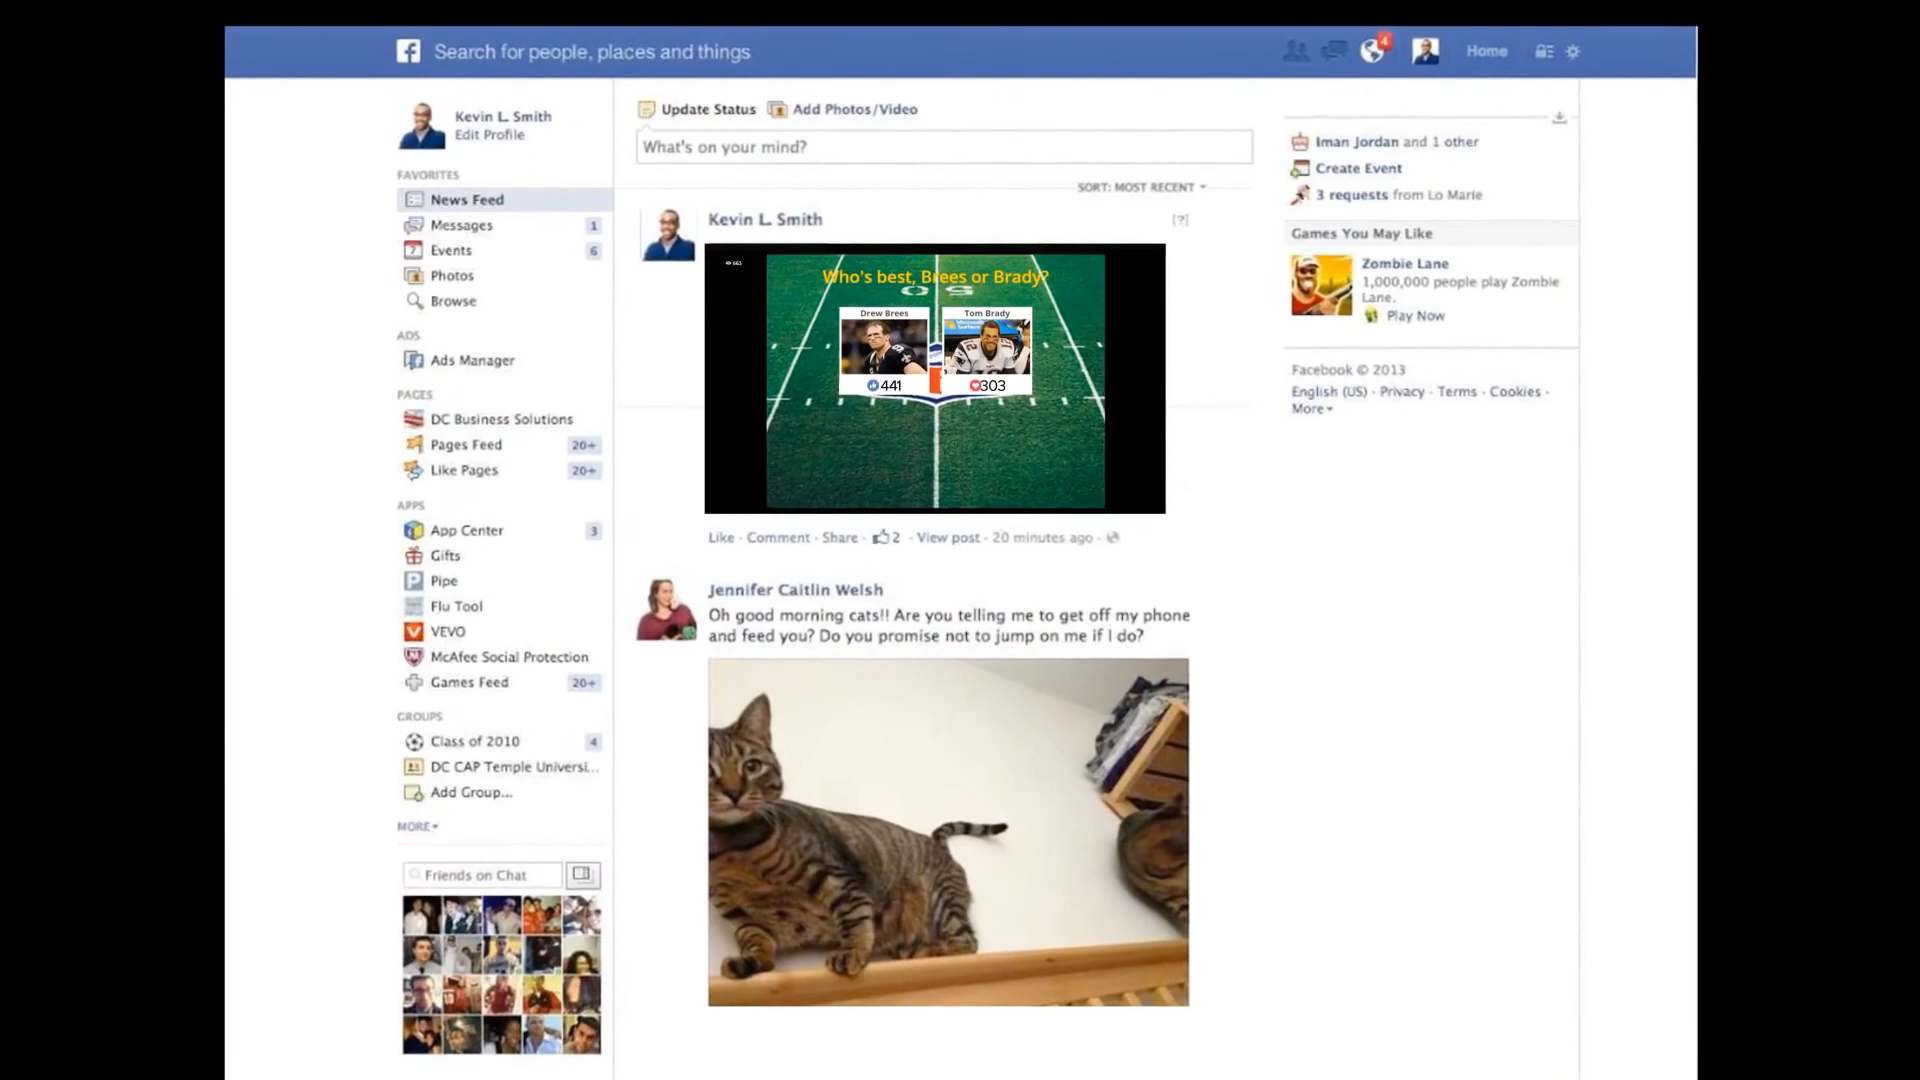 Search for people, places and things
4
Home
Kevin L. Smith
Edit Profile
FAVORITES
News Feed
Messages 1
Events 6
Photos
Browse
ADS
Ads Manager
PAGES
DC Business Solutions
Pages Feed 20+
Like Pages 20+
APPS
App Center 3
Gifts
Pipe
Flu Tool
VEVO
McAfee Social Protection
Games Feed 20+
GROUPS
Class of 2010 4
DC CAP Temple Universi...
Add Group...
MORE
Friends on Chat
Update Status Add Photos/Video
What's on your mind?
SORT: MOST RECENT
Kevin L. Smith [?]
Who's best, Brees or Brady?
50
Drew Brees Tom Brady
441 303
Like · Comment · Share · 2 · View post · 20 minutes ago ·
Jennifer Caitlin Welsh
Oh good morning cats!! Are you telling me to get off my phone
and feed you? Do you promise not to jump on me if I do?
Iman Jordan and 1 other
Create Event
3 requests from Lo Marie
Games You May Like
Zombie Lane
1,000,000 people play Zombie
Lane.
Play Now
Facebook © 2013
English (US) · Privacy · Terms · Cookies ·
More